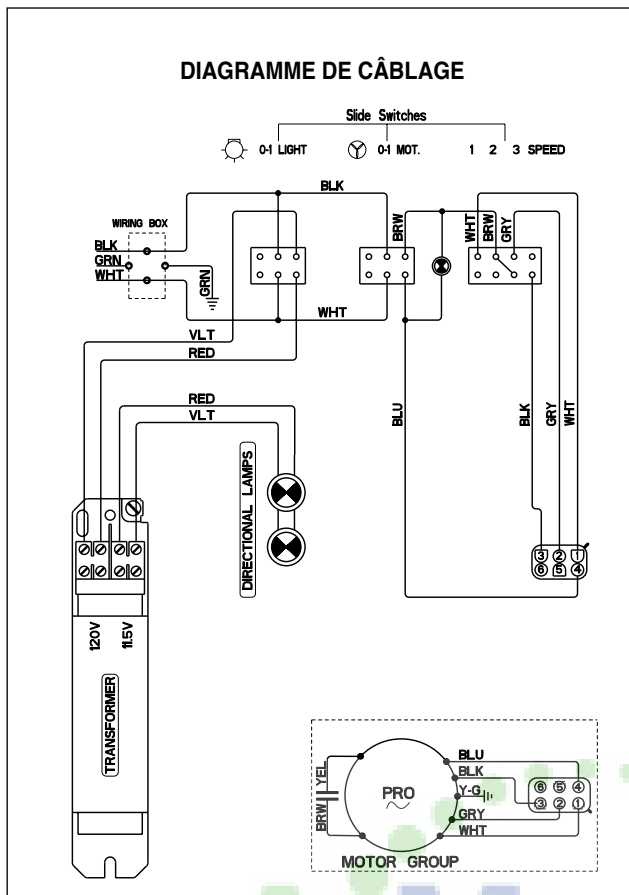 DIAGRAMME DE CÂBLAGE
Slide Switches
0-1 LIGHT
0-1 MOT.
1 2 3 SPEED
BLK
WIRING BOX
BLK
GRN
WHT
GRN
BRW
WHT
BRW
GRY
WHT
VLT
RED
RED
VLT
BLU
BLK
GRY
WHT
DIRECTIONAL LAMPS
3 2 1
6 5 4
120V
11.5V
TRANSFORMER
YEL
BRW
PRO
BLU
BLK
Y-G
GRY
WHT
6 5 4
3 2 1
MOTOR GROUP